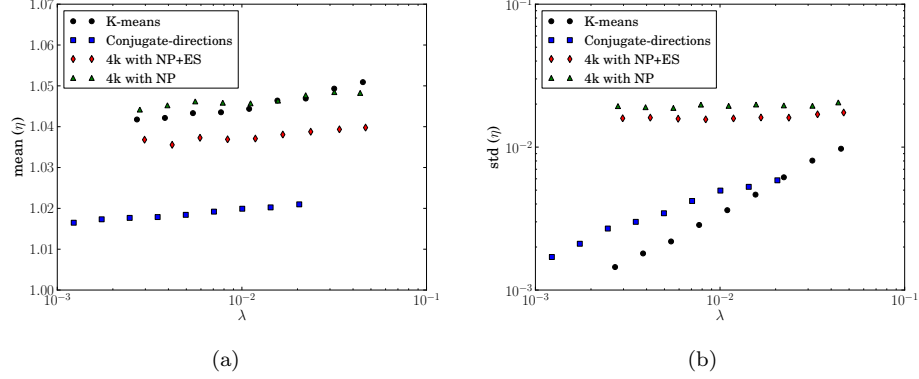 1.07
1.06
1.05
1.04
1.03
1.02
1.01
1.00
mean (η)
10⁻³
10⁻²
10⁻¹
λ
K-means
Conjugate-directions
4k with NP+ES
4k with NP
(a)
10⁻¹
10⁻²
10⁻³
std (η)
10⁻³
10⁻²
10⁻¹
λ
K-means
Conjugate-directions
4k with NP+ES
4k with NP
(b)